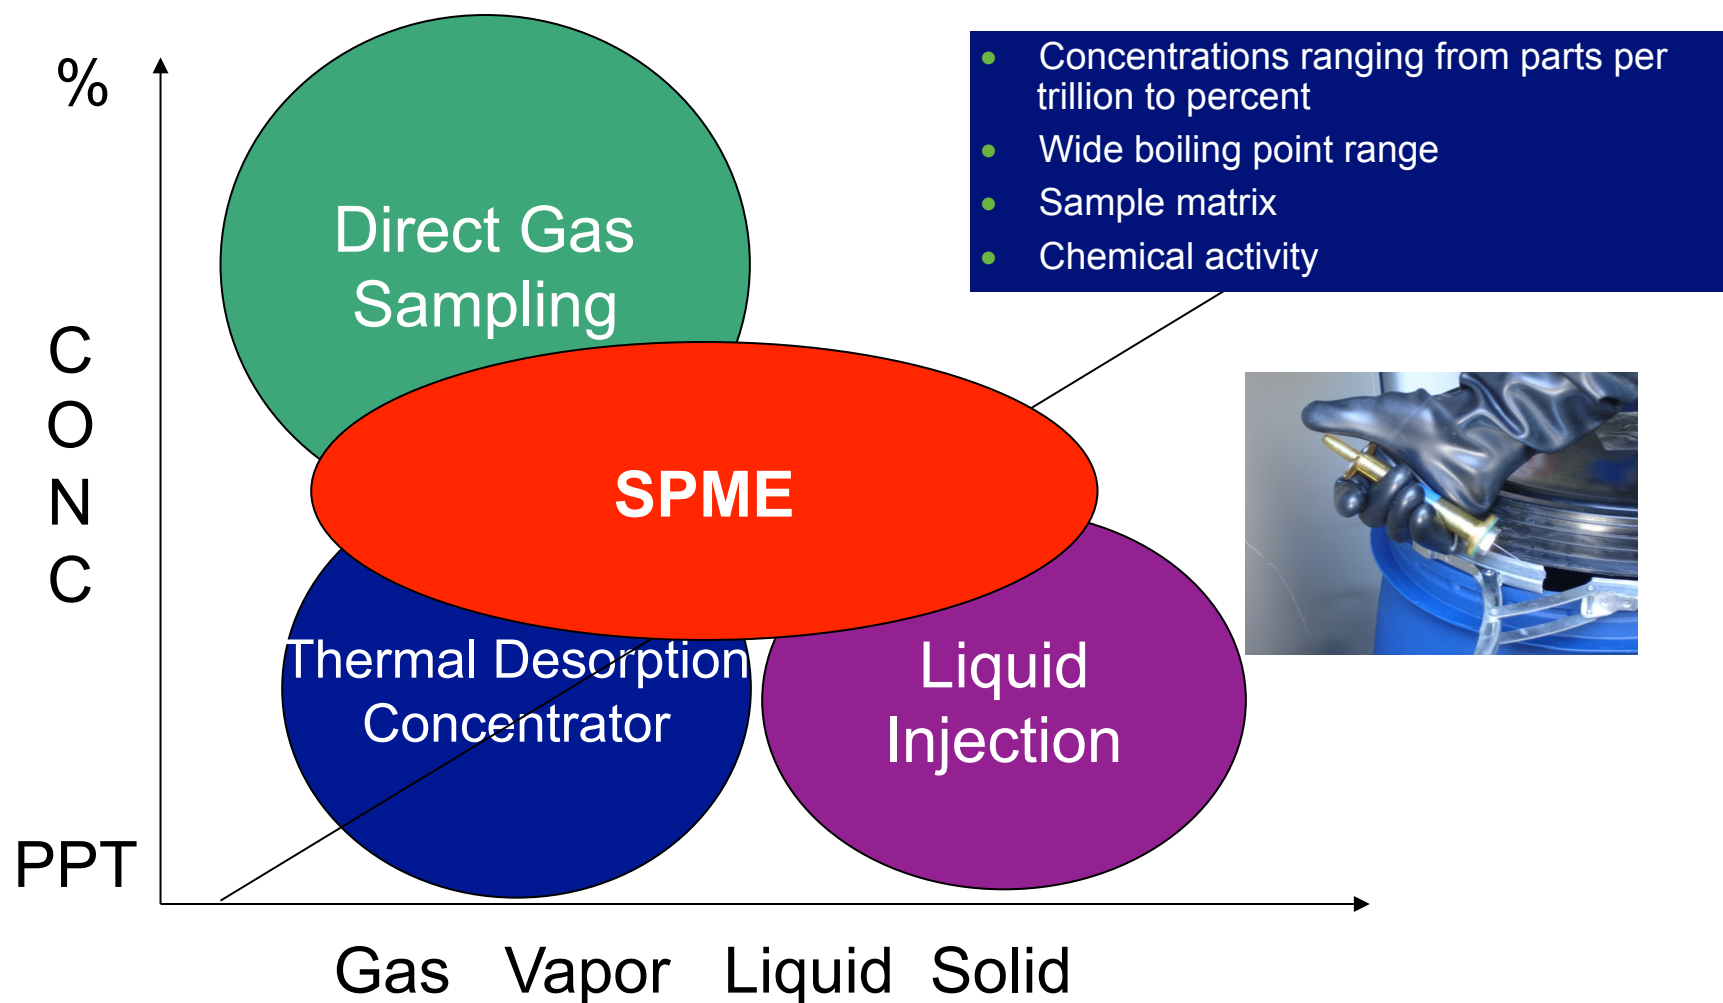 %
Concentrations ranging from parts per
trillion to percent
Wide boiling point range
Sample matrix
Chemical activity
Direct Gas
Sampling
C
O
N
C
SPME
Thermal Desorption
Concentrator
Liquid
Injection
PPT
Gas Vapor Liquid Solid